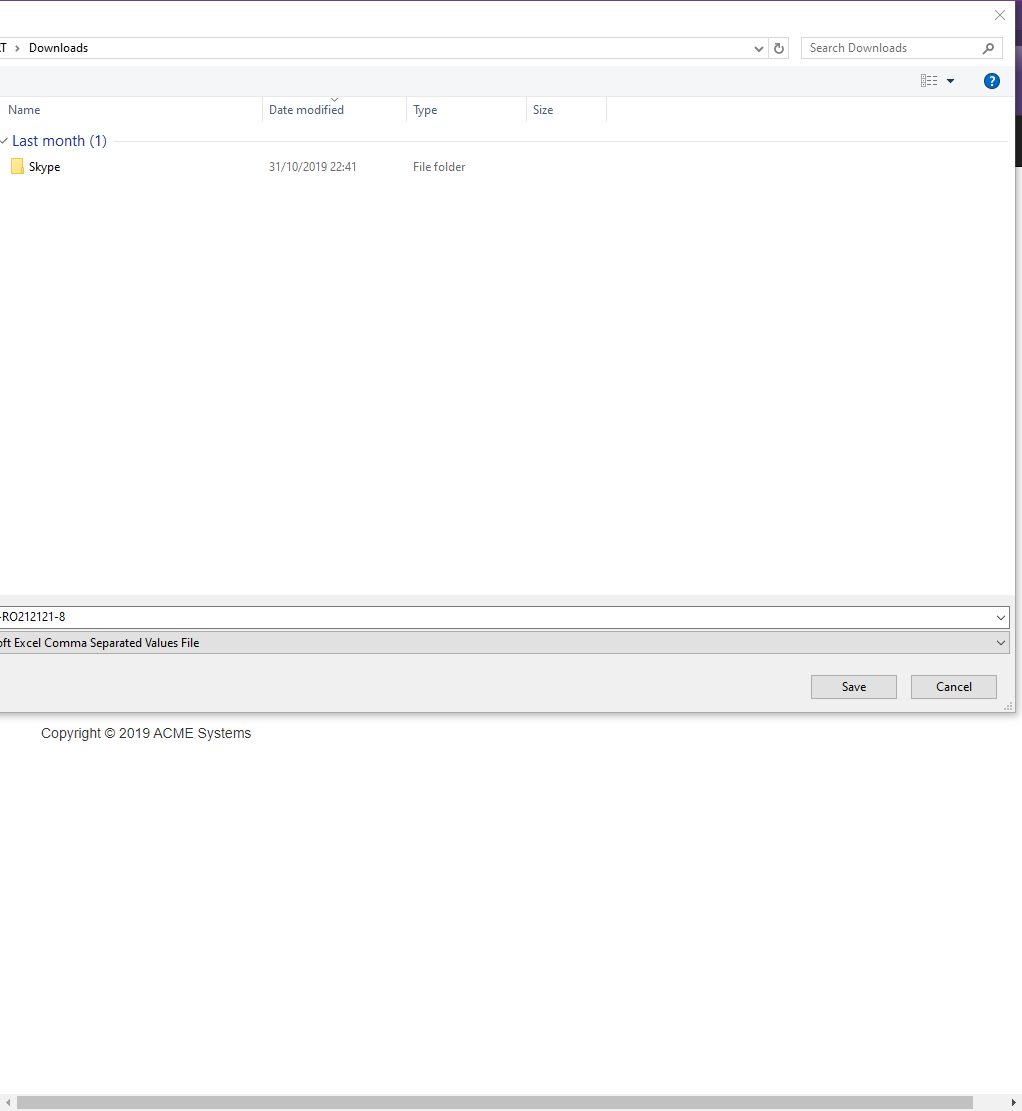 Downloads
Search Downloads
Name Date modified Type Size
Last month (1)
Skype 31/10/2019 22:41 File folder
-RO212121-8
Excel Comma Separated Values File
Save Cancel
Copyright © 2019 ACME Systems